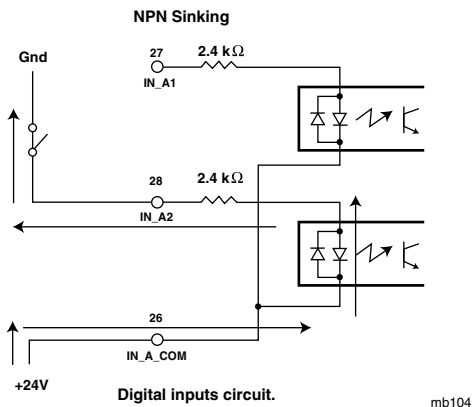 NPN Sinking
Gnd
27
2.4 kΩ
IN_A1
28
2.4 kΩ
IN_A2
26
IN_A_COM
+24V
Digital inputs circuit.
mb104